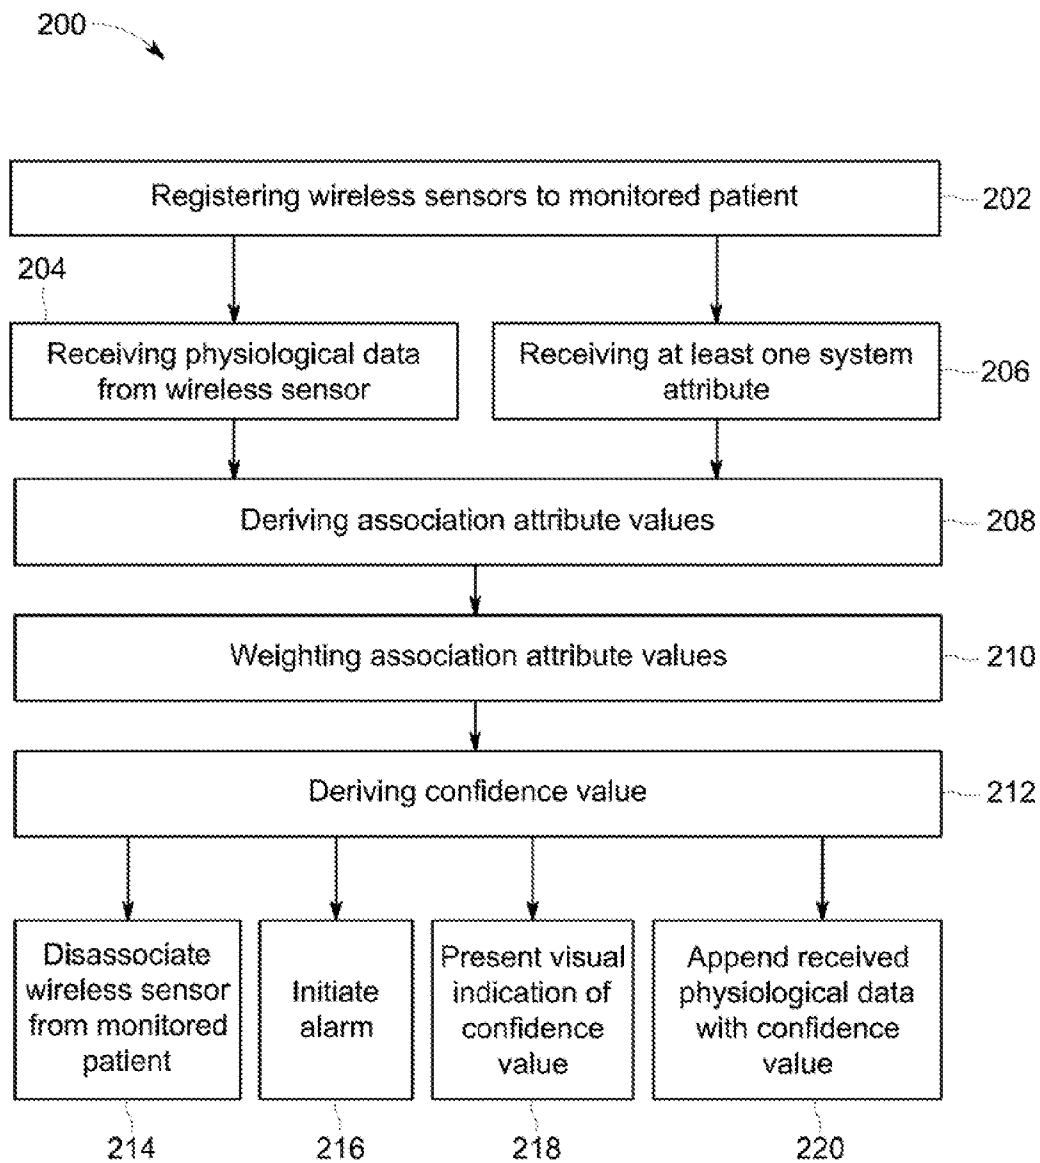 200
Registering wireless sensors to monitored patient
202
204
Receiving physiological data
from wireless sensor
Receiving at least one system
attribute
206
Deriving association attribute values
208
Weighting association attribute values
210
Deriving confidence value
212
Disassociate
wireless sensor
from monitored
patient
Initiate
alarm
Present visual
indication of
confidence
value
Append received
physiological data
with confidence
value
214
216
218
220